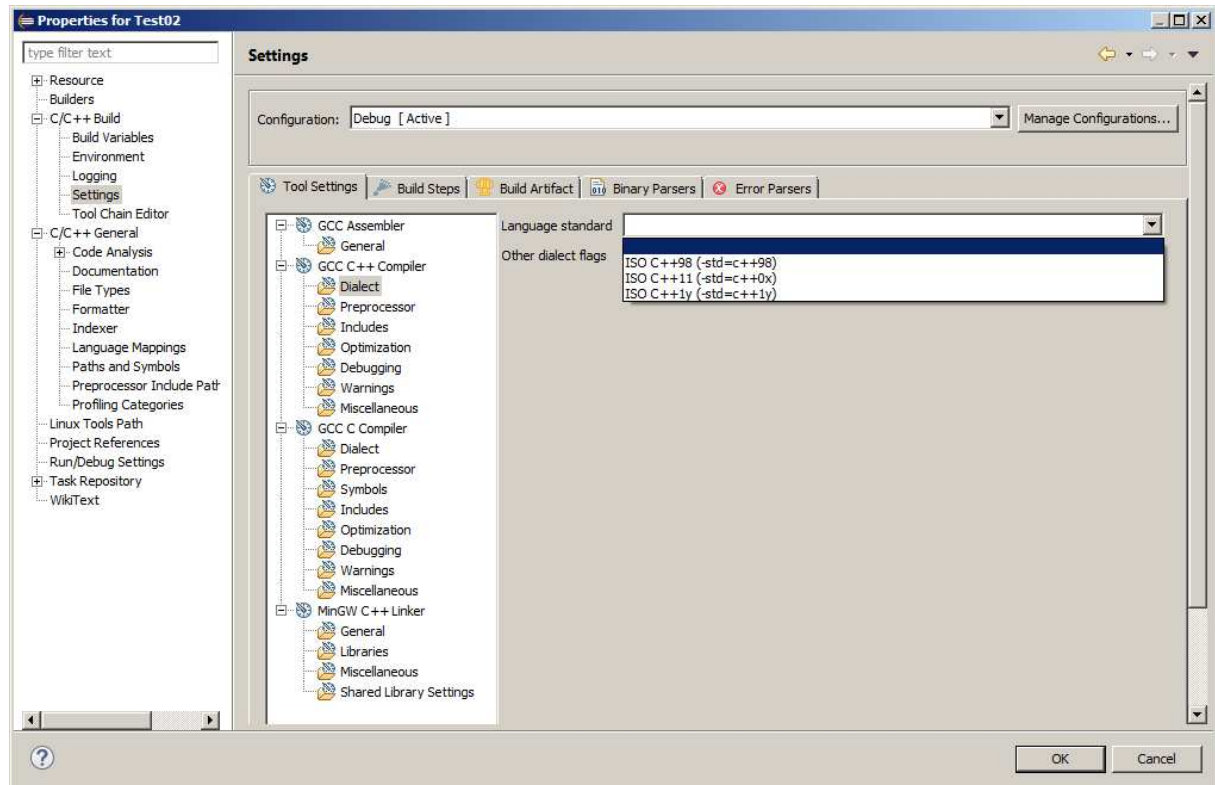 Properties for Test02
type filter text
Resource
Builders
C/C++ Build
Build Variables
Environment
Logging
Settings
Tool Chain Editor
C/C++ General
Code Analysis
Documentation
File Types
Formatter
Indexer
Language Mappings
Paths and Symbols
Preprocessor Include Path
Profiling Categories
Linux Tools Path
Project References
Run/Debug Settings
Task Repository
WikiText
Settings
Configuration: Debug [ Active ] Manage Configurations...
Tool Settings Build Steps Build Artifact Binary Parsers Error Parsers
GCC Assembler
General
GCC C++ Compiler
Dialect
Preprocessor
Includes
Optimization
Debugging
Warnings
Miscellaneous
GCC C Compiler
Dialect
Preprocessor
Symbols
Includes
Optimization
Debugging
Warnings
Miscellaneous
MinGW C++ Linker
General
Libraries
Miscellaneous
Shared Library Settings
Language standard
Other dialect flags
ISO C++98 (-std=c++98)
ISO C++11 (-std=c++0x)
ISO C++1y (-std=c++1y)
OK Cancel